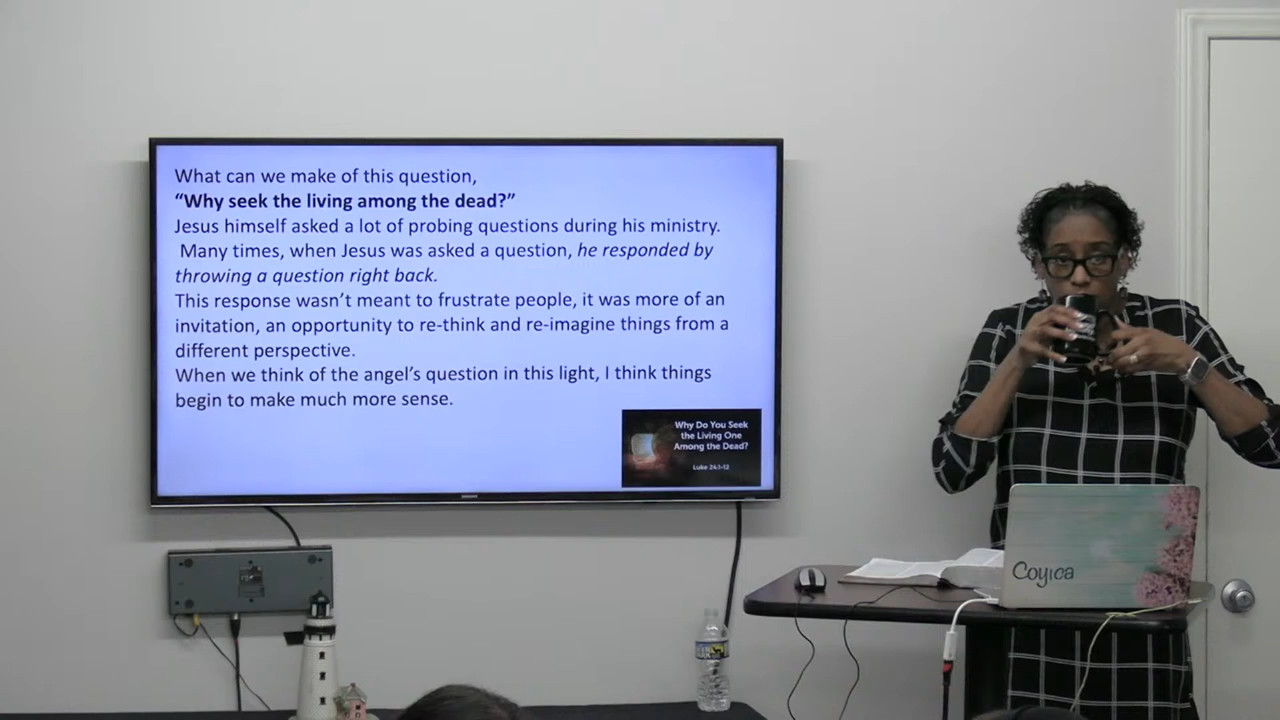 What can we make of this question,
“Why seek the living among the dead?”
Jesus himself asked a lot of probing questions during his ministry.
Many times, when Jesus was asked a question, he responded by
throwing a question right back.
This response wasn’t meant to frustrate people, it was more of an
invitation, an opportunity to re-think and re-imagine things from a
different perspective.
When we think of the angel’s question in this light, I think things
begin to make much more sense.
Why Do You Seek
the Living One
Among the Dead?
Luke 24:1-12
Coyica